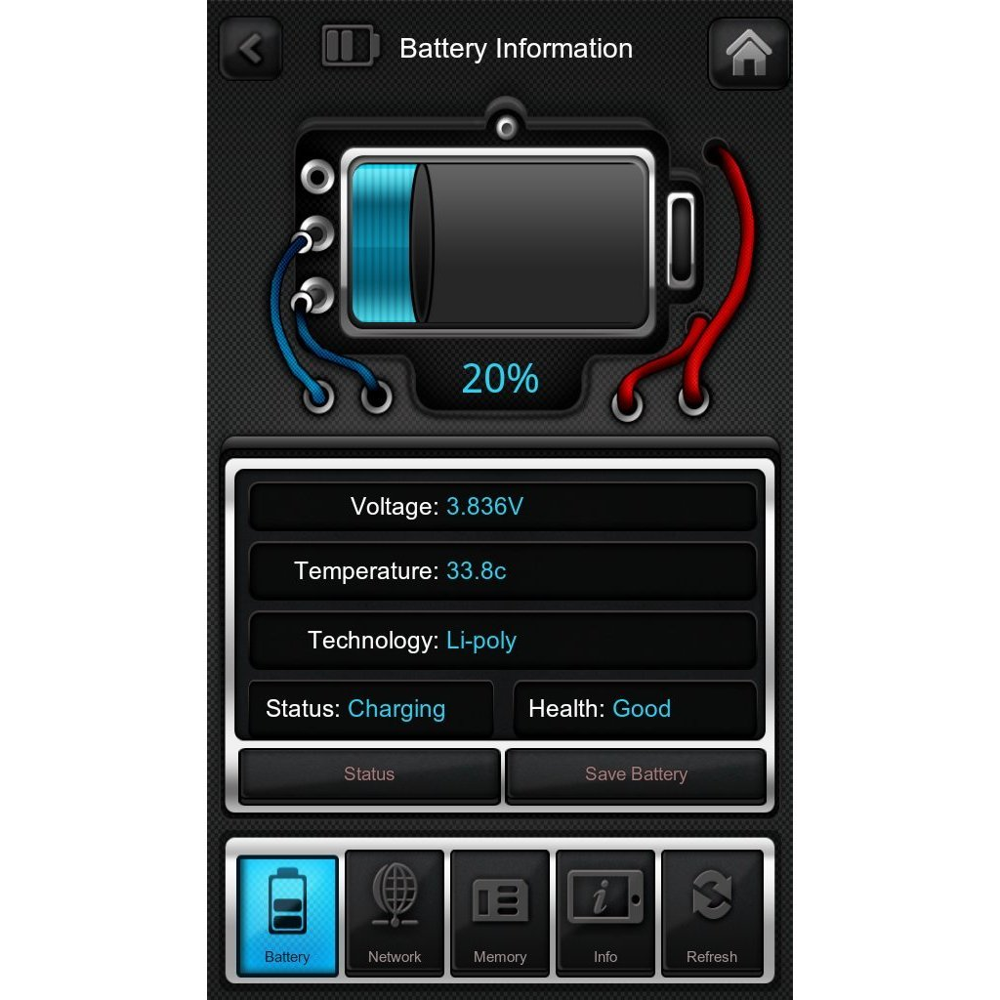 Battery Information
20%
Voltage: 3.836V
Temperature: 33.8c
Technology: Li-poly
Status: Charging
Health: Good
Status
Save Battery
Battery
Network
Memory
Info
Refresh